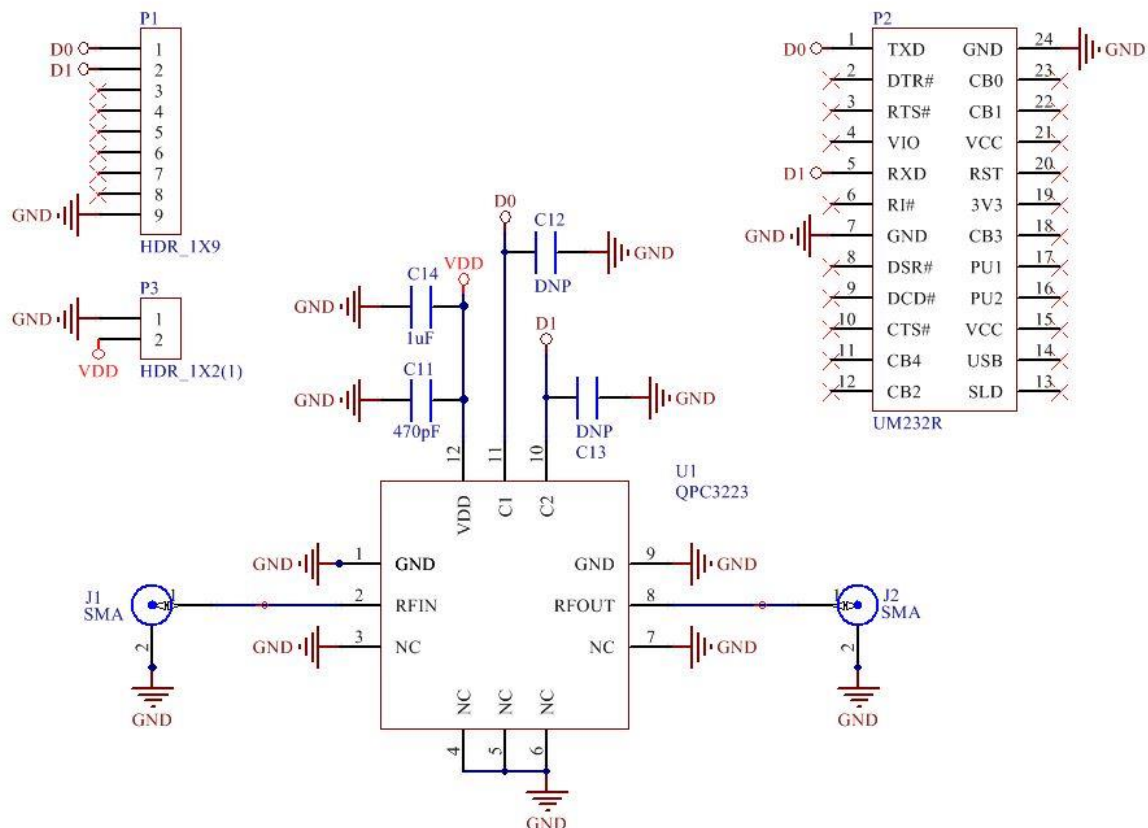 P1
D0 1
D1 2
3
4
5
6
7
8
GND 9
HDR_1X9
P3
GND 1
2
VDD
HDR_1X2(1)
P2
D0 1 TXD GND 24 GND
2 DTR# CB0 23
3 RTS# CB1 22
4 VIO VCC 21
D1 5 RXD RST 20
6 RI# 3V3 19
GND 7 GND CB3 18
8 DSR# PU1 17
9 DCD# PU2 16
10 CTS# VCC 15
11 CB4 USB 14
12 CB2 SLD 13
UM232R
D0
C12
GND
DNP
C14
VDD
GND
1uF
D1
C11
GND
470pF
GND
DNP
C13
12 11 10
U1
QPC3223
VDD C1 C2
GND 1 GND GND 9 GND
J1
SMA
1
2 RFIN RFOUT 8
1
J2
SMA
GND 3 NC NC 7 GND
2
GND
2
GND
NC NC NC
4 5 6
GND